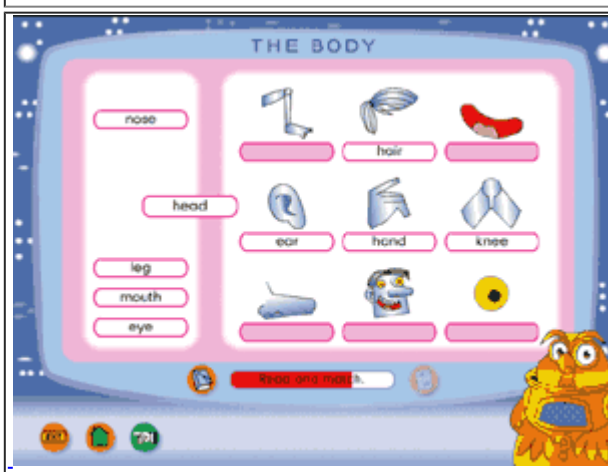 THE BODY
nose
hair
head
ear
hand
knee
leg
mouth
eye
Read and match.